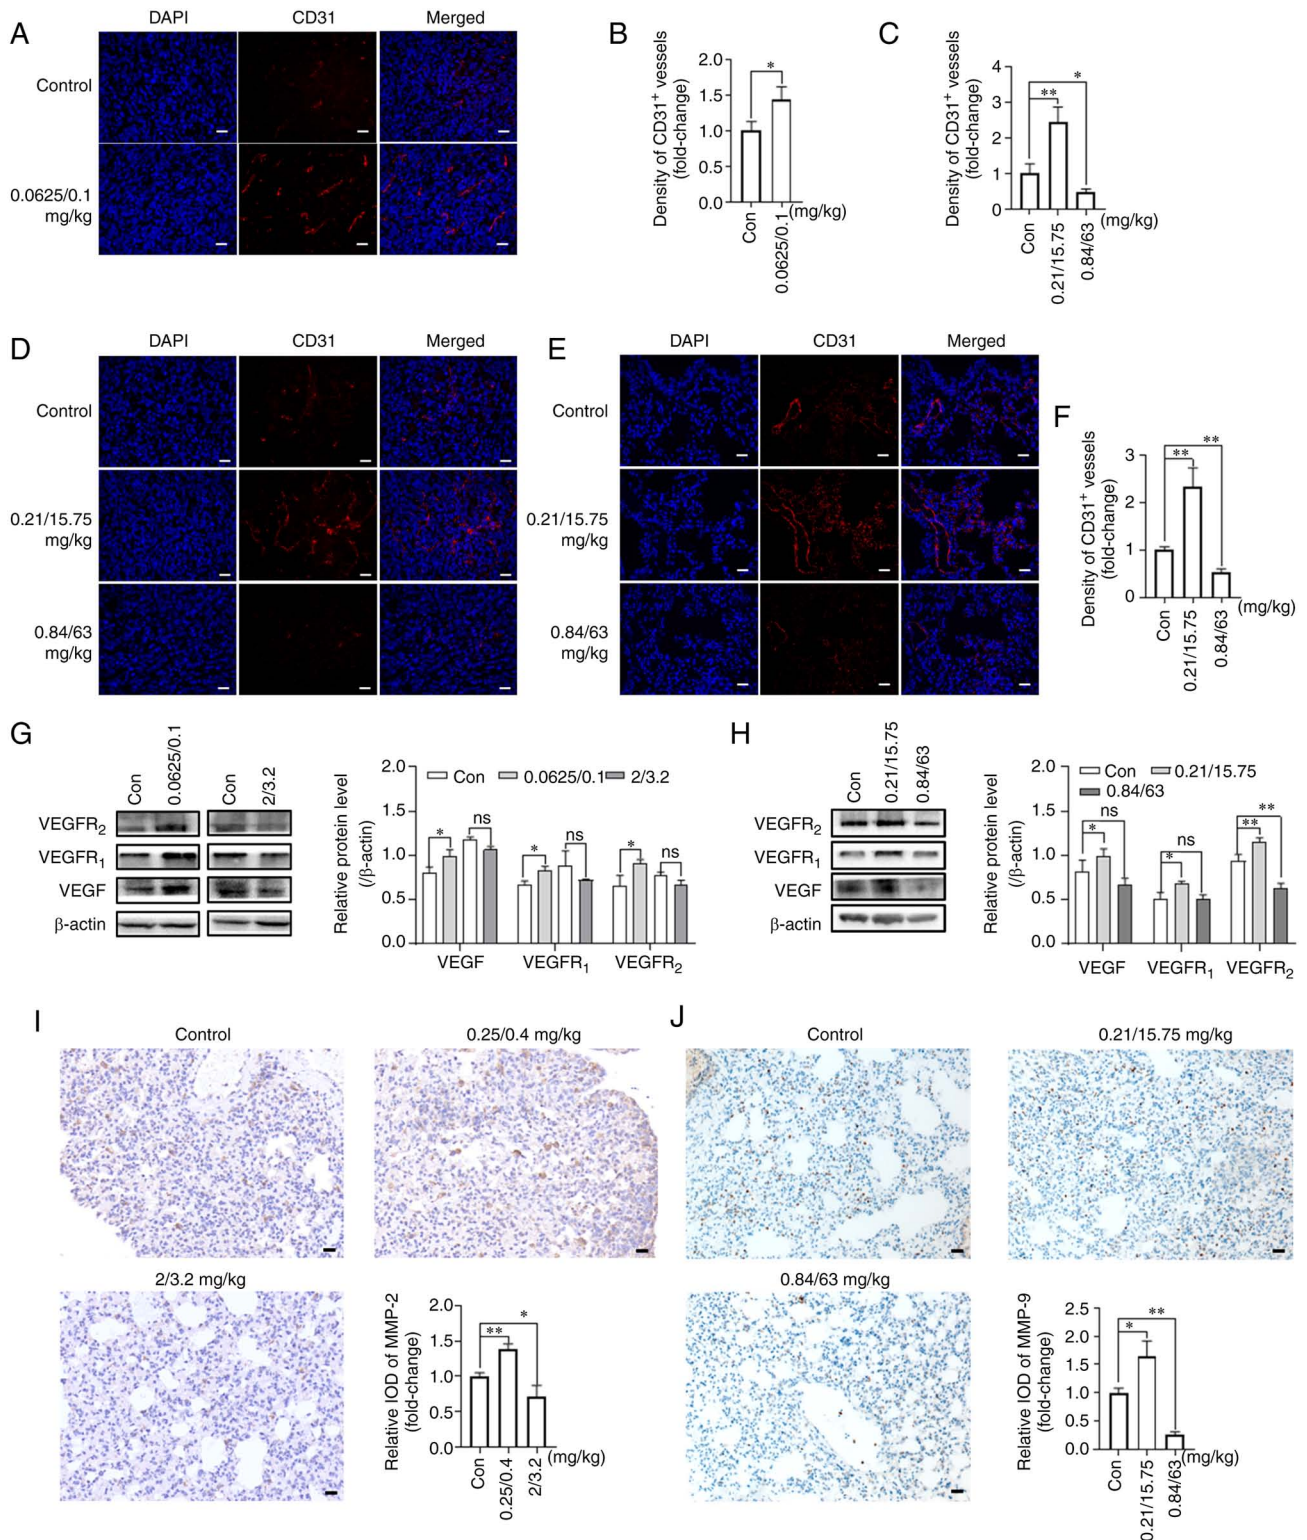 A
DAPI CD31 Merged
Control
0.0625/0.1
mg/kg
B
Density of CD31+ vessels
(fold-change)
2.0
1.5
1.0
0.5
0.0
*
Con
0.0625/0.1
(mg/kg)
C
Density of CD31+ vessels
(fold-change)
4
3
2
1
0
*
**
Con
0.21/15.75
0.84/63
(mg/kg)
D
DAPI CD31 Merged
Control
0.21/15.75
mg/kg
0.84/63
mg/kg
E
DAPI CD31 Merged
Control
0.21/15.75
mg/kg
0.84/63
mg/kg
F
Density of CD31+ vessels
(fold-change)
3
2
1
0
**
**
Con
0.21/15.75
0.84/63
(mg/kg)
G
Con
0.0625/0.1
Con
2/3.2
VEGFR2
VEGFR1
VEGF
β-actin
Relative protein level
(/β-actin)
2.0
1.5
1.0
0.5
0.0
Con 0.0625/0.1 2/3.2
* ns * ns * ns
VEGF VEGFR1 VEGFR2
H
Con
0.21/15.75
0.84/63
VEGFR2
VEGFR1
VEGF
β-actin
Relative protein level
(/β-actin)
2.0
1.5
1.0
0.5
0.0
Con 0.21/15.75
0.84/63
ns
*
ns
*
**
**
VEGF VEGFR1 VEGFR2
I
Control 0.25/0.4 mg/kg
2/3.2 mg/kg
Relative IOD of MMP-2
(fold-change)
2.0
1.5
1.0
0.5
0.0
*
**
Con
0.25/0.4
2/3.2
(mg/kg)
J
Control 0.21/15.75 mg/kg
0.84/63 mg/kg
Relative IOD of MMP-9
(fold-change)
2.5
2.0
1.5
1.0
0.5
0.0
**
*
Con
0.21/15.75
0.84/63
(mg/kg)